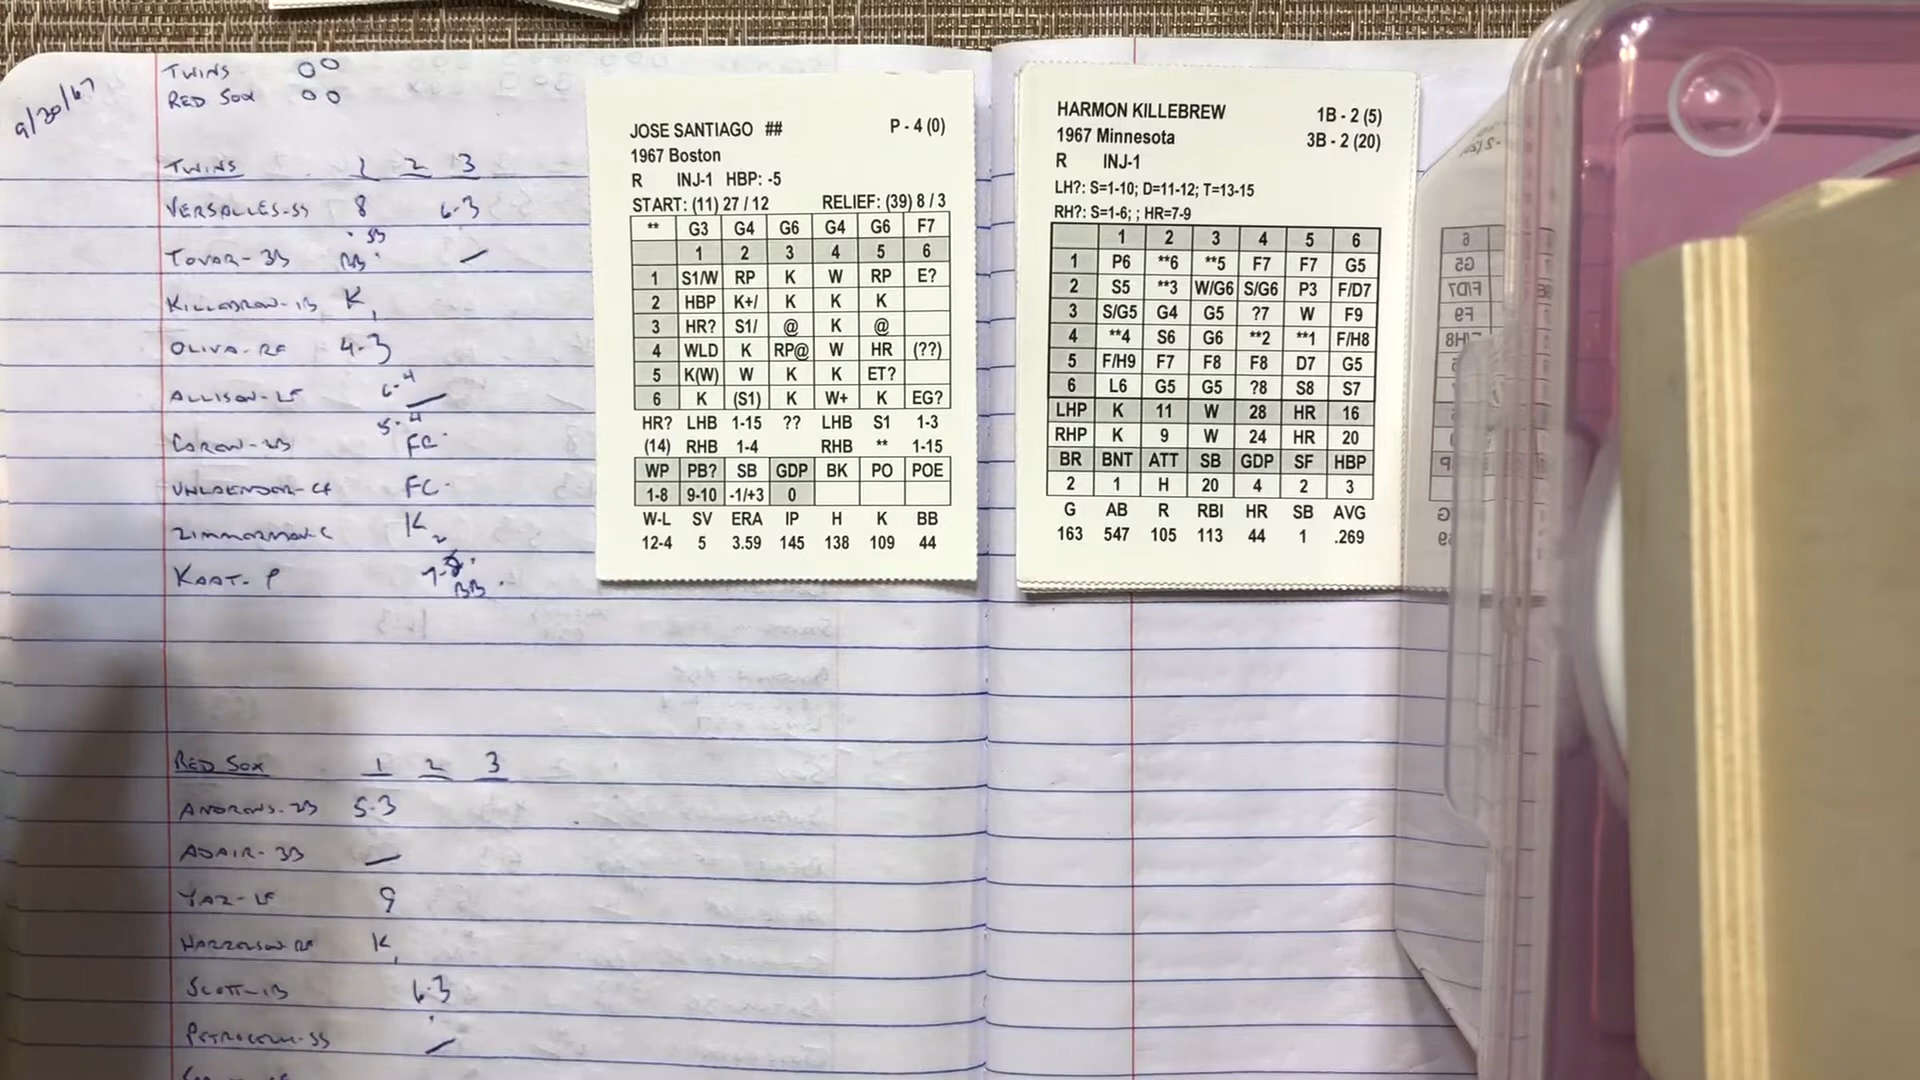 9/30/67
TWINS 0 0
RED SOX 0 0
TWINS 1 2 3
VERSALLES-SS 8 6-3
TOVAR-3B BB SB —
KILLEBREW-1B K1
OLIVA-RF 4-3
ALLISON-LF 6-4 —
CAREW-2B 5-4 FC
UHLAENDER-CF FC
ZIMMERMAN-C K2
KAAT-P BB
RED SOX 1 2 3
ANDREWS-2B 5-3
ADAIR-3B —
YAZ-LF 9
HARRELSON-RF K1
SCOTT-1B 6-3
PETROCELLI-SS —
JOSE SANTIAGO ## P - 4 (0)
1967 Boston
R INJ-1 HBP: -5
START: (11) 27 / 12 RELIEF: (39) 8 / 3
** G3 G4 G6 G4 G6 F7
1 2 3 4 5 6
1 S1/W RP K W RP E?
2 HBP K+/ K K K
3 HR? S1/ @ K @
4 WLD K RP@ W HR (??)
5 K(W) W K K ET?
6 K (S1) K W+ K EG?
HR? LHB 1-15 ?? LHB S1 1-3
(14) RHB 1-4 RHB ** 1-15
WP PB? SB GDP BK PO POE
1-8 9-10 -1/+3 0
W-L SV ERA IP H K BB
12-4 5 3.59 145 138 109 44
HARMON KILLEBREW 1B - 2 (5)
1967 Minnesota 3B - 2 (20)
R INJ-1
LH?: S=1-10; D=11-12; T=13-15
RH?: S=1-6; ; HR=7-9
1 2 3 4 5 6
1 P6 **6 **5 F7 F7 G5
2 S5 **3 W/G6 S/G6 P3 F/D7
3 S/G5 G4 G5 ?7 W F9
4 **4 S6 G6 **2 **1 F/H8
5 F/H9 F7 F8 F8 D7 G5
6 L6 G5 G5 ?8 S8 S7
LHP K 11 W 28 HR 16
RHP K 9 W 24 HR 20
BR BNT ATT SB GDP SF HBP
2 1 H 20 4 2 3
G AB R RBI HR SB AVG
163 547 105 113 44 1 .269